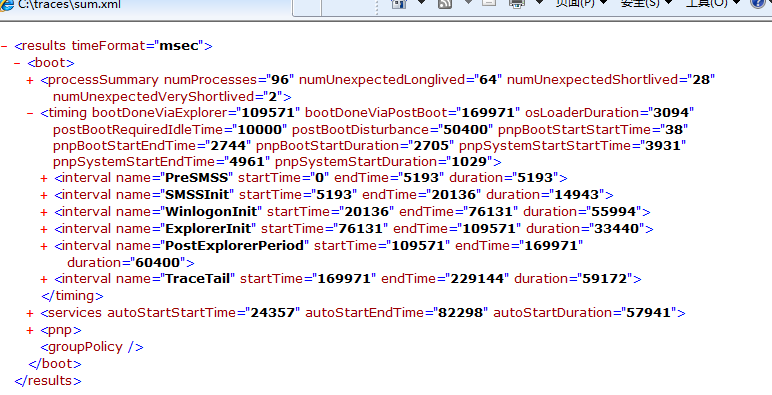 C:\traces\sum.xml
页面(P)
安全(S)
工具(O)
- <results timeFormat="msec">
- <boot>
+ <processSummary numProcesses="96" numUnexpectedLonglived="64" numUnexpectedShortlived="28"
numUnexpectedVeryShortlived="2">
- <timing bootDoneViaExplorer="109571" bootDoneViaPostBoot="169971" osLoaderDuration="3094"
postBootRequiredIdleTime="10000" postBootDisturbance="50400" pnpBootStartStartTime="38"
pnpBootStartEndTime="2744" pnpBootStartDuration="2705" pnpSystemStartStartTime="3931"
pnpSystemStartEndTime="4961" pnpSystemStartDuration="1029">
+ <interval name="PreSMSS" startTime="0" endTime="5193" duration="5193">
+ <interval name="SMSSInit" startTime="5193" endTime="20136" duration="14943">
+ <interval name="WinlogonInit" startTime="20136" endTime="76131" duration="55994">
+ <interval name="ExplorerInit" startTime="76131" endTime="109571" duration="33440">
+ <interval name="PostExplorerPeriod" startTime="109571" endTime="169971"
duration="60400">
+ <interval name="TraceTail" startTime="169971" endTime="229144" duration="59172">
</timing>
+ <services autoStartStartTime="24357" autoStartEndTime="82298" autoStartDuration="57941">
+ <pnp>
<groupPolicy />
</boot>
</results>